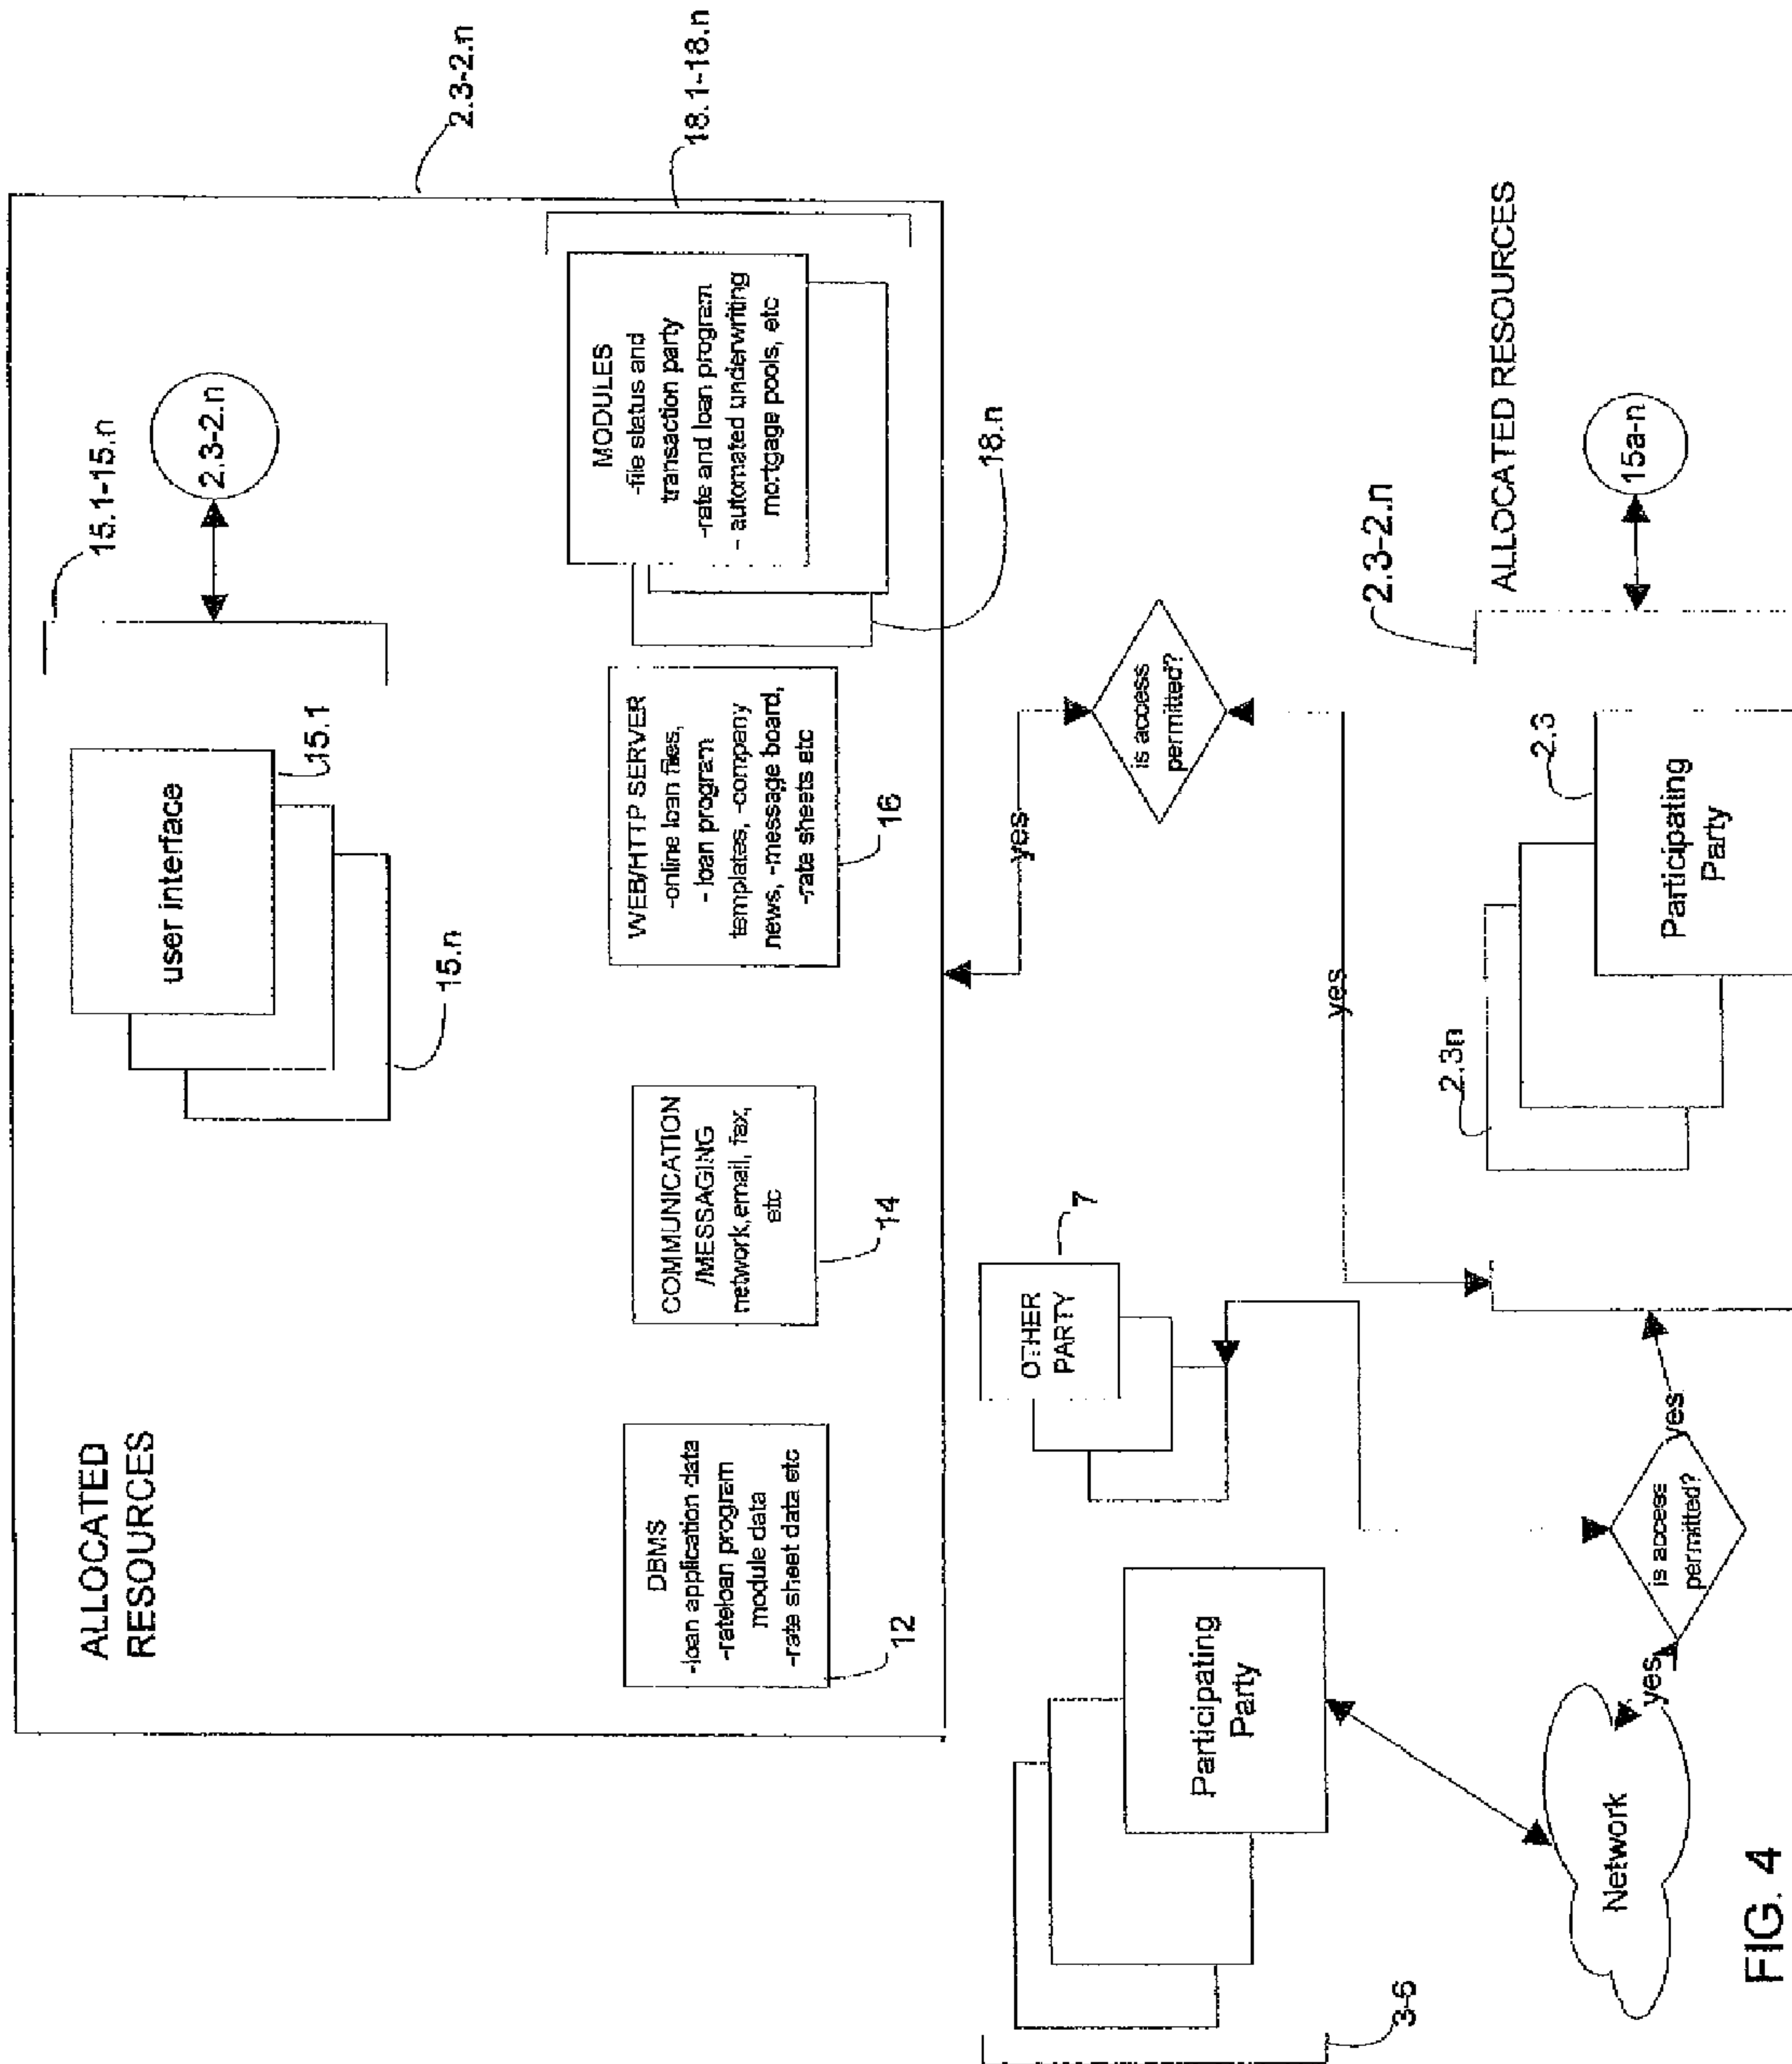 ALLOCATED
RESOURCES
user interface
15.1
15.n
15.1-15.n
2.3-2.n
2.3-2.n
DBMS
-loan application data
-rateloan program
module data
-rate sheet data etc
12
COMMUNICATION
/MESSAGING
network,email, fax,
etc
14
WEB/HTTP SERVER
-online loan files,
- loan program
templates, -company
news, -message board,
-rate sheets etc
16
MODULES
-file status and
transaction party
-rate and loan program
- automated underwriting
mortgage pools, etc
18.n
18.1-18.n
OTHER
PARTY
7
Participating
Party
3-6
yes
is access
permitted?
yes
2.3-2.n
ALLOCATED RESOURCES
2.3n
2.3
Participating
Party
15a-n
Network
yes
is access
permitted?
yes
FIG. 4